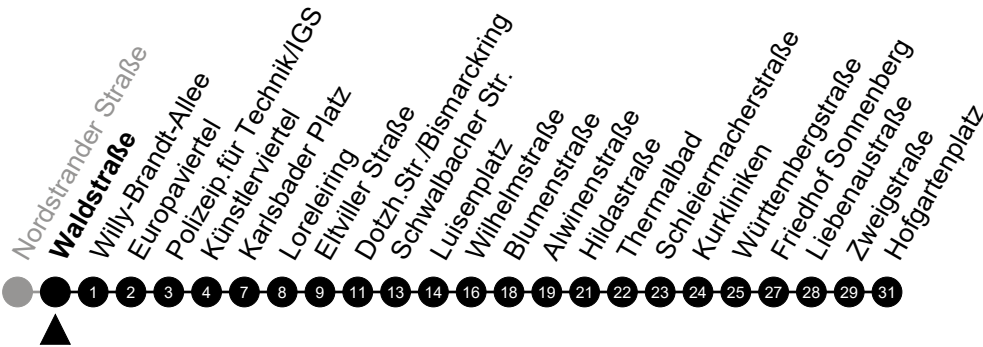 Nordstrander Straße
Waldstraße
Willy-Brandt-Allee
Europaviertel
Polizeip. für Technik/IGS
Künstlerviertel
Karlsbader Platz
Loreleiring
Eltviller Straße
Dotzh.Str./Bismarckring
Schwalbacher Str.
Luisenplatz
Wilhelmstraße
Blumenstraße
Alwinenstraße
Hildastraße
Thermalbad
Schleiermacherstraße
Kurkliniken
Württembergstraße
Friedhof Sonnenberg
Liebenaustraße
Zweigstraße
Hofgartenplatz
1 2 3 4 7 8 9 11 13 14 16 18 19 21 22 23 24 25 27 28 29 31